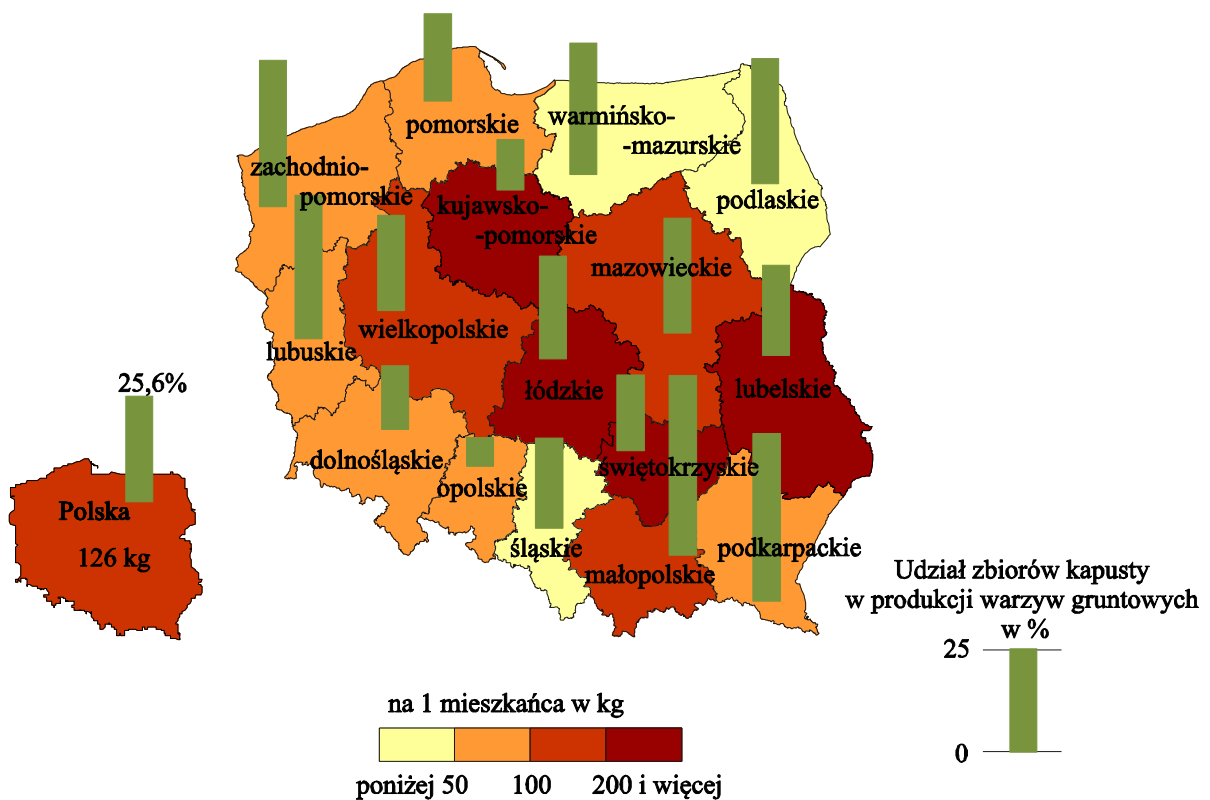 pomorskie
warmińsko-
-mazurskie
zachodnio-
pomorskie
podlaskie
kujawsko-
-pomorskie
mazowieckie
wielkopolskie
lubuskie
łódzkie
lubelskie
25,6%
dolnośląskie
świętokrzyskie
opolskie
Polska
126 kg
śląskie
podkarpackie
małopolskie
Udział zbiorów kapusty
w produkcji warzyw gruntowych
w %
25
0
na 1 mieszkańca w kg
poniżej 50 100 200 i więcej